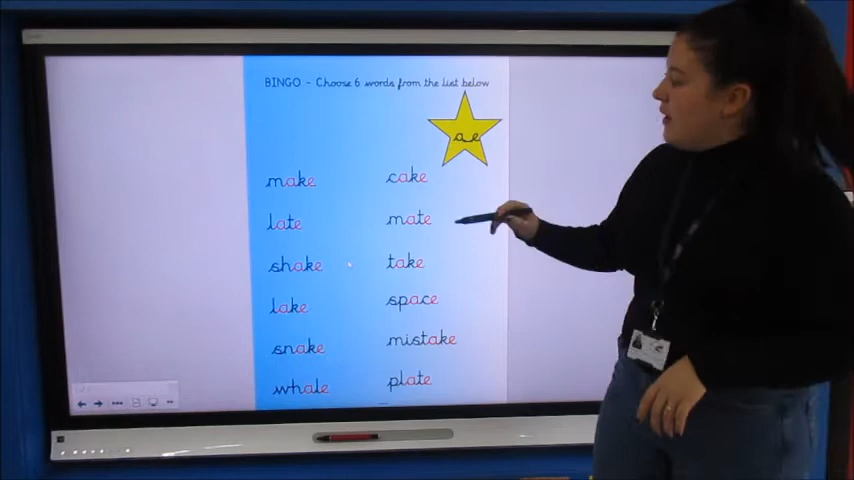 BINGO - Choose 6 words from the list below
a_e
make cake
late mate
shake take
lake space
snake mistake
whale plate